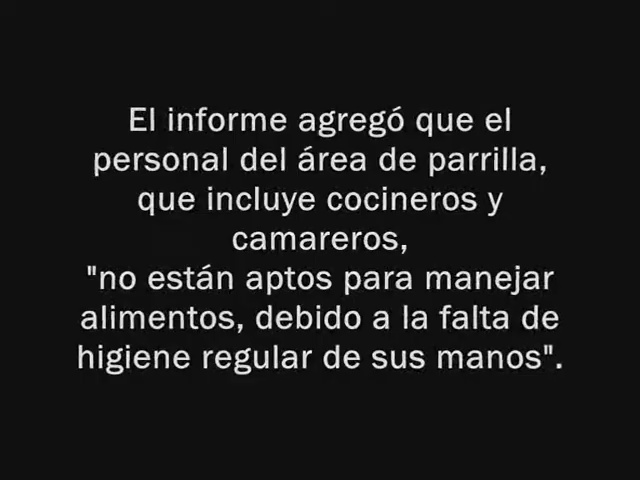 El informe agregó que el
personal del área de parrilla,
que incluye cocineros y
camareros,
"no están aptos para manejar
alimentos, debido a la falta de
higiene regular de sus manos".